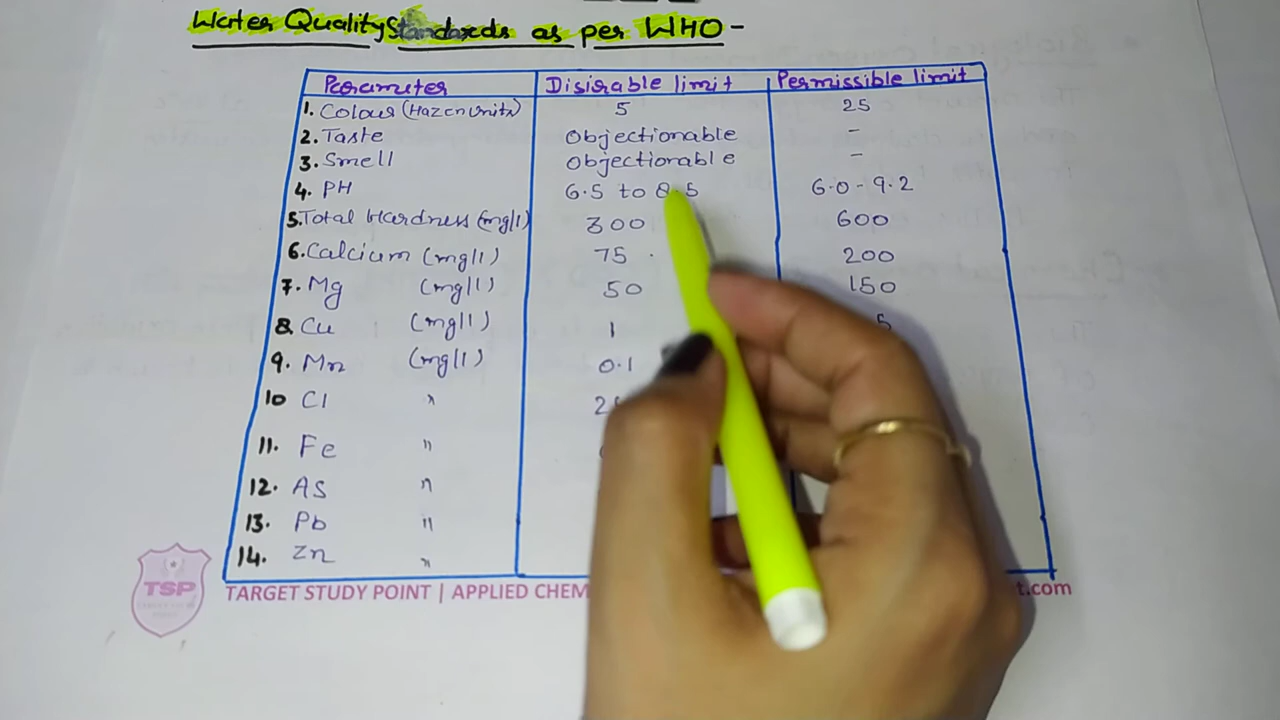 Water Quality Standards as per WHO -
Parameter Disirable limit Permissible limit
1. Colour (Hazen Units) 5 25
2. Taste Objectionable -
3. Smell Objectionable -
4. PH 6.5 to 8.5 6.0 - 9.2
5. Total Hardness (mg/l) 300 600
6. Calcium (mg/l) 75 200
7. Mg (mg/l) 50 150
8. Cu (mg/l) 1
9. Mn (mg/l) 0.1
10 Cl "
11. Fe "
12. AS "
13. Pb "
14. Zn "
TSP
TARGET STUDY POINT | APPLIED CHEM t.com